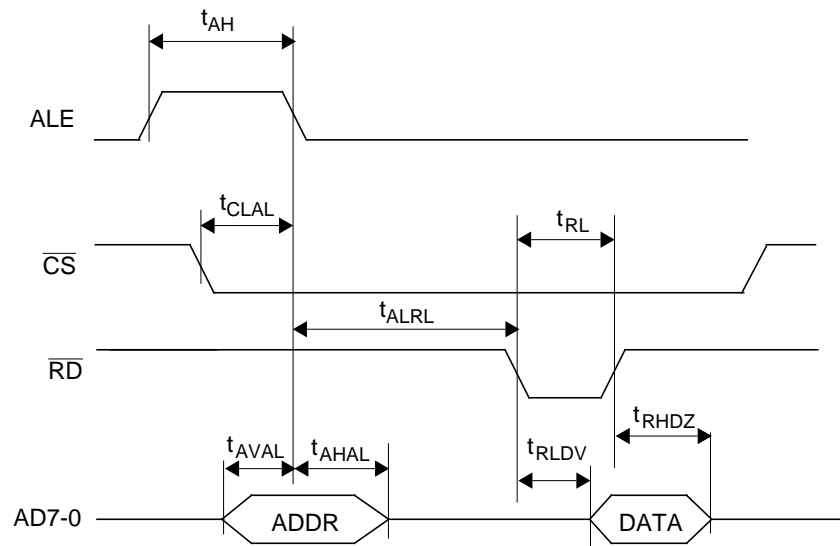 tAH
ALE
tCLAL
tRL
CS
tALRL
RD
tRHDZ
tAVAL
tAHAL
tRLDV
AD7-0
ADDR
DATA